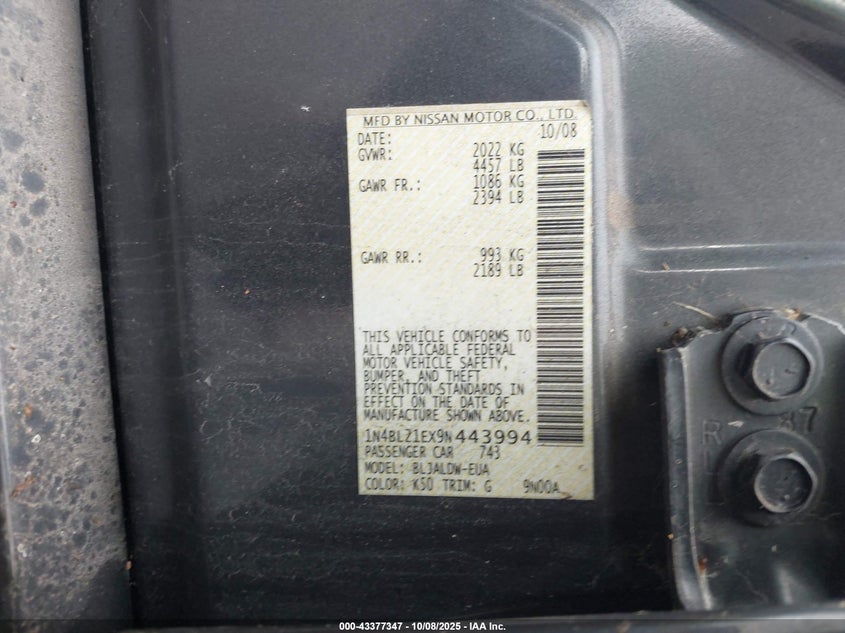 MFD BY NISSAN MOTOR CO., LTD.
DATE: 10/08
GVWR: 2022 KG
4457 LB
GAWR FR.: 1086 KG
2394 LB
GAWR RR.: 993 KG
2189 LB
THIS VEHICLE CONFORMS TO
ALL APPLICABLE FEDERAL
MOTOR VEHICLE SAFETY,
BUMPER, AND THEFT
PREVENTION STANDARDS IN
EFFECT ON THE DATE OF
MANUFACTURE SHOWN ABOVE.
1N4BL21EX9N443994
PASSENGER CAR 743
MODEL: BL3ALDW-EUA
COLOR: K50 TRIM: G 9N00A
R
87
000-43377347 - 10/08/2025 - IAA Inc.